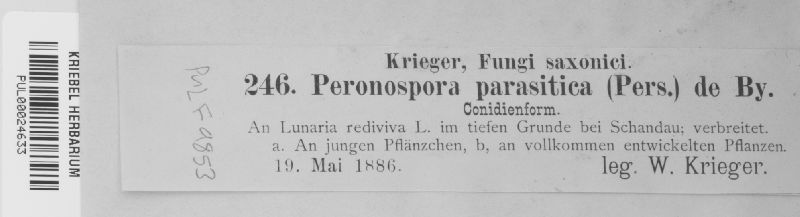 KRIEBEL HERBARIUM
PUL00024633
PUL F 9853
Krieger, Fungi saxonici.
246. Peronospora parasitica (Pers.) de By.
Conidienform.
An Lunaria rediviva L. im tiefen Grunde bei Schandau; verbreitet.
a. An jungen Pflänzchen, b, an vollkommen entwickelten Pflanzen.
19. Mai 1886. leg. W. Krieger.